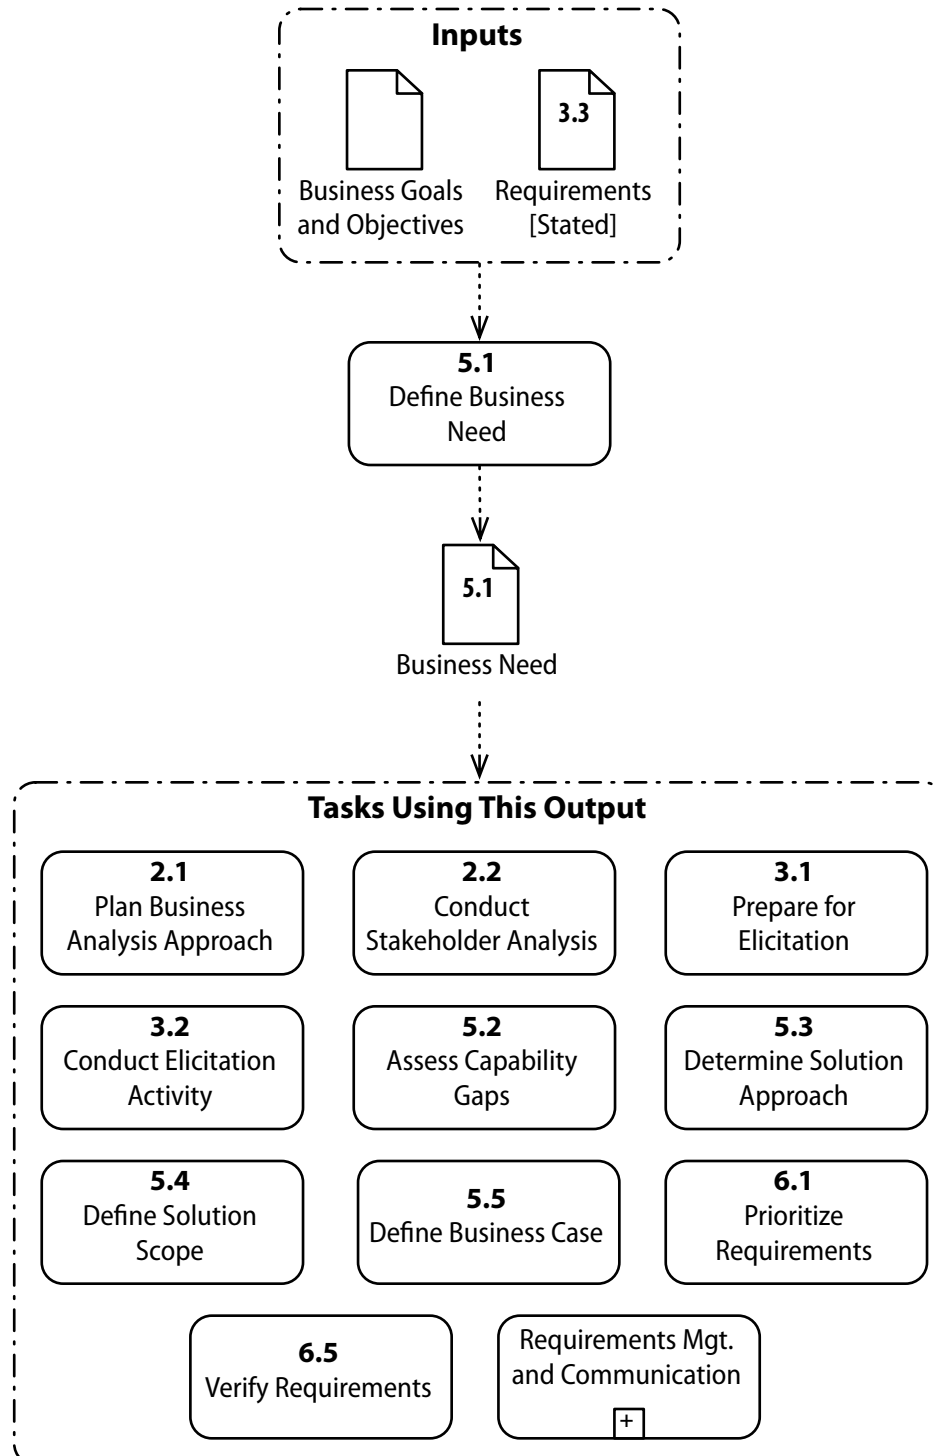 Inputs
3.3
Business Goals
and Objectives
Requirements
[Stated]
5.1
Define Business
Need
5.1
Business Need
Tasks Using This Output
2.1
Plan Business
Analysis Approach
2.2
Conduct
Stakeholder Analysis
3.1
Prepare for
Elicitation
3.2
Conduct Elicitation
Activity
5.2
Assess Capability
Gaps
5.3
Determine Solution
Approach
5.4
Define Solution
Scope
5.5
Define Business Case
6.1
Prioritize
Requirements
6.5
Verify Requirements
Requirements Mgt.
and Communication
+